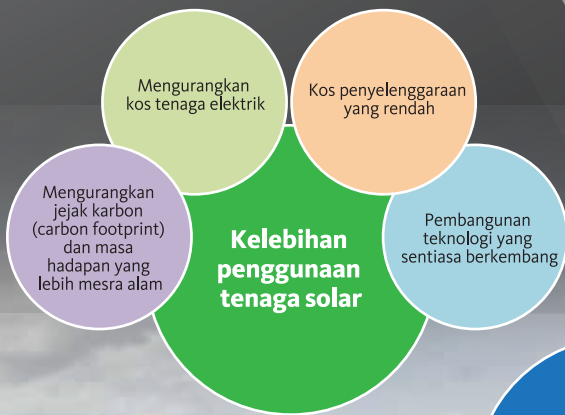 Mengurangkan
kos tenaga elektrik
Kos penyelenggaraan
yang rendah
Mengurangkan
jejak karbon
(carbon footprint)
dan masa
hadapan yang
lebih mesra alam
Pembangunan
teknologi yang
sentiasa berkembang
Kelebihan
penggunaan
tenaga solar